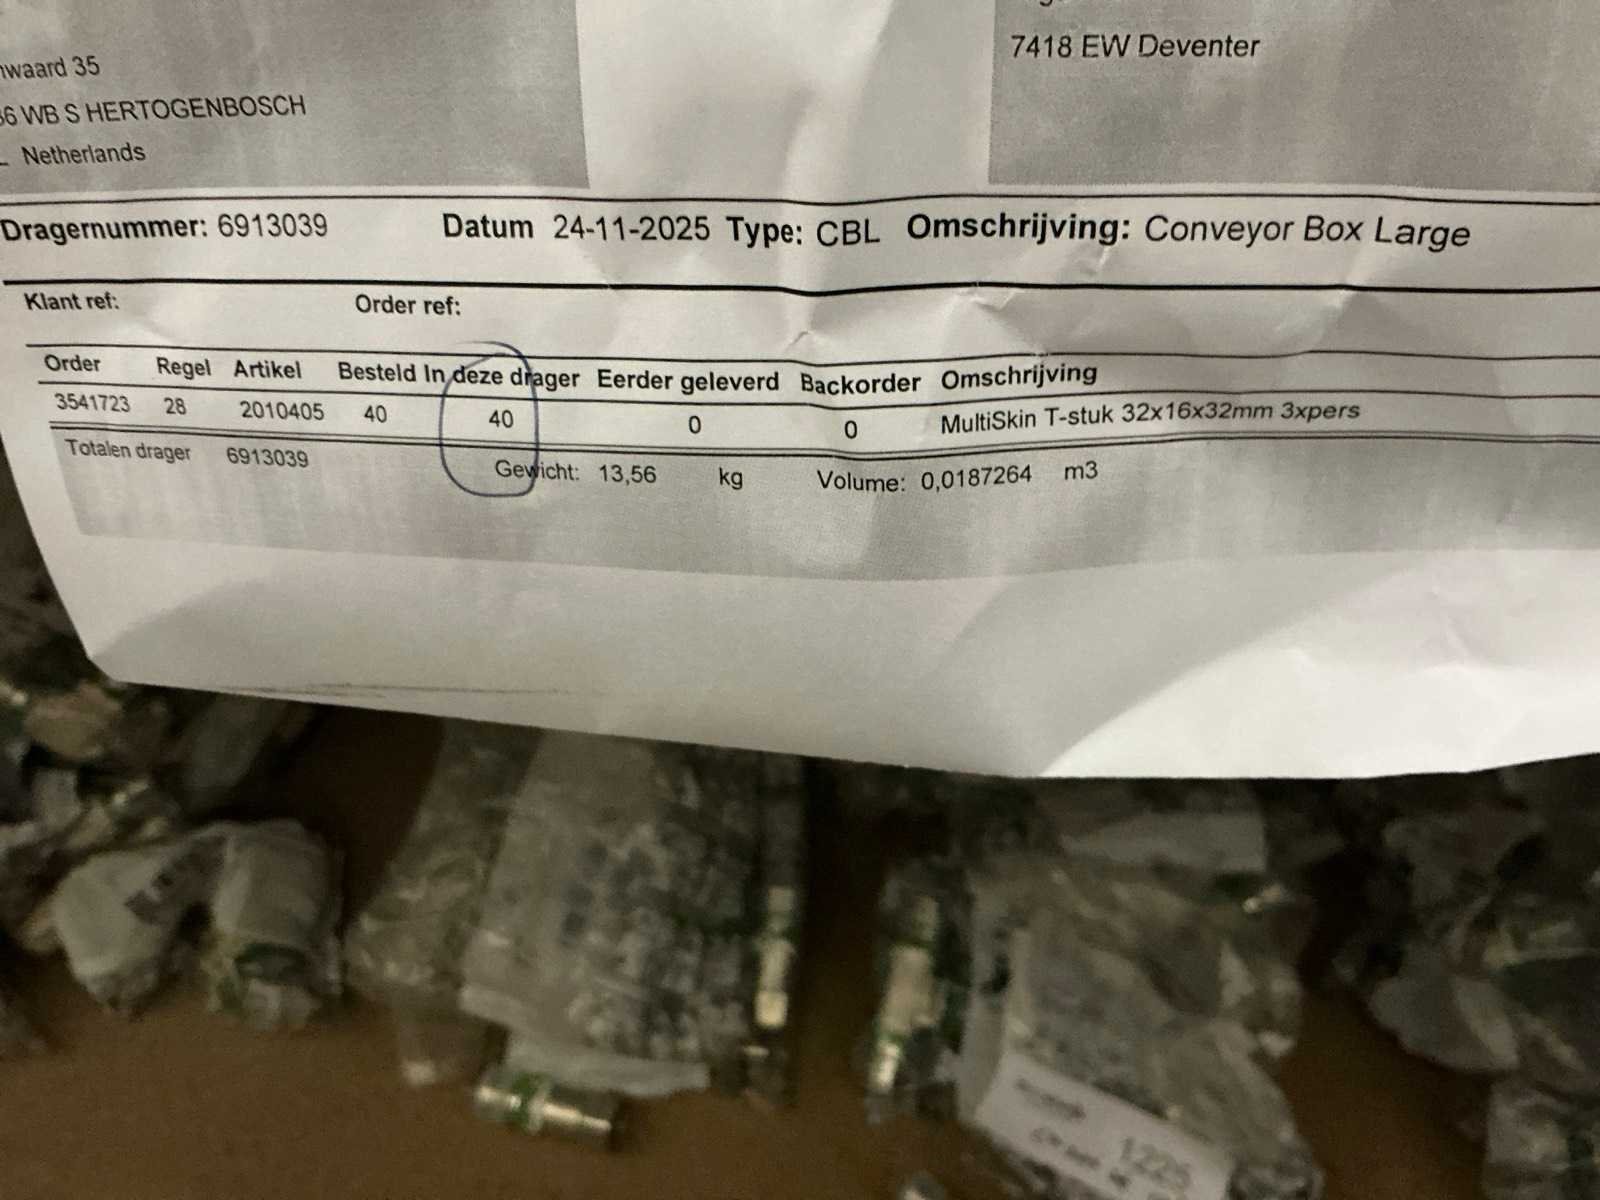 7418 EW Deventer
waard 35
6 WB S HERTOGENBOSCH
Netherlands
Dragernummer: 6913039 Datum 24-11-2025 Type: CBL Omschrijving: Conveyor Box Large
Klant ref: Order ref:
Order Regel Artikel Besteld In deze drager Eerder geleverd Backorder Omschrijving
3541723 28 2010405 40 40 0 0 MultiSkin T-stuk 32x16x32mm 3xpers
Totalen drager 6913039 Gewicht: 13,56 kg Volume: 0,0187264 m3